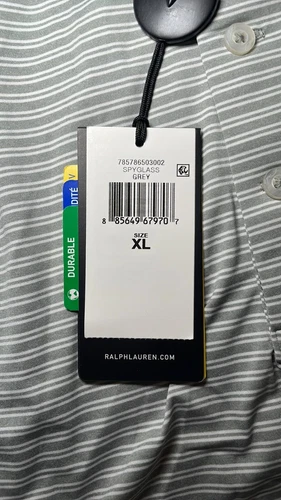 785786503002
SPYGLASS
GREY
8 85649 67970 7
SIZE
XL
V
DITÉ
DURABLE
RALPHLAUREN.COM